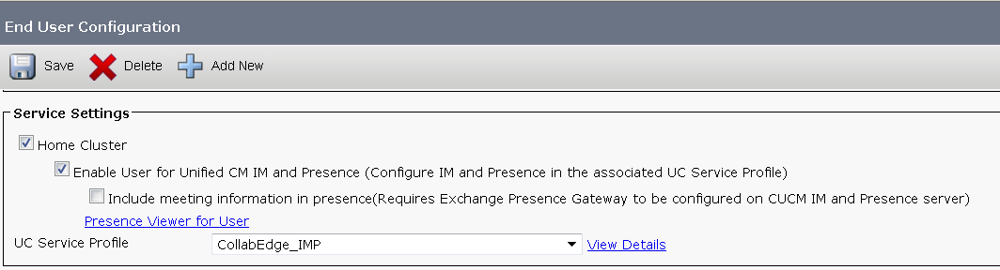 End User Configuration
Save Delete Add New
Service Settings
Home Cluster
Enable User for Unified CM IM and Presence (Configure IM and Presence in the associated UC Service Profile)
Include meeting information in presence(Requires Exchange Presence Gateway to be configured on CUCM IM and Presence server)
Presence Viewer for User
UC Service Profile CollabEdge_IMP View Details